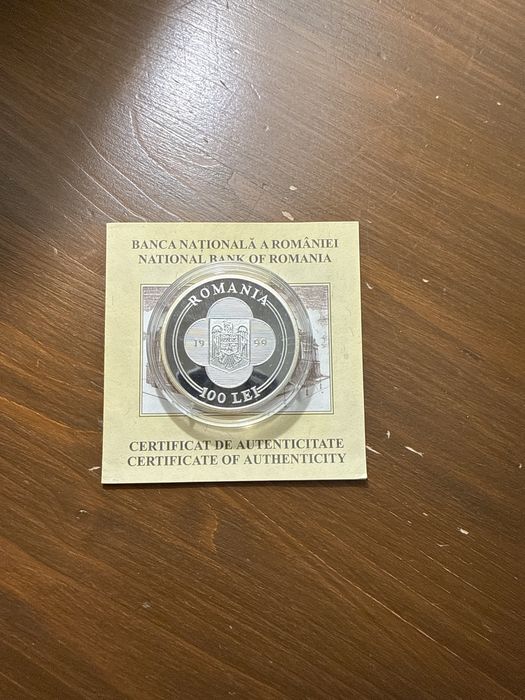 BANCA NAȚIONALĂ A ROMÂNIEI
NATIONAL BANK OF ROMANIA
ROMANIA
19 99
100 LEI
CERTIFICAT DE AUTENTICITATE
CERTIFICATE OF AUTHENTICITY